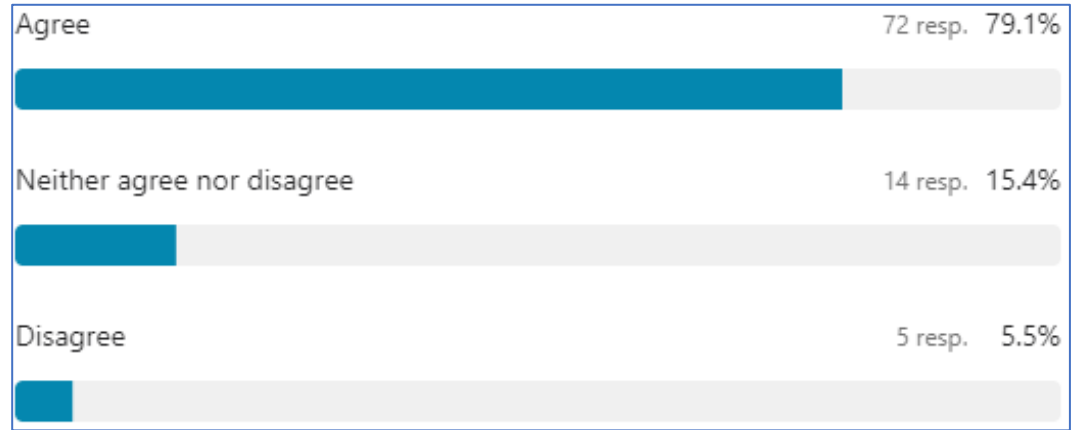 Agree 72 resp. 79.1%
Neither agree nor disagree 14 resp. 15.4%
Disagree 5 resp. 5.5%